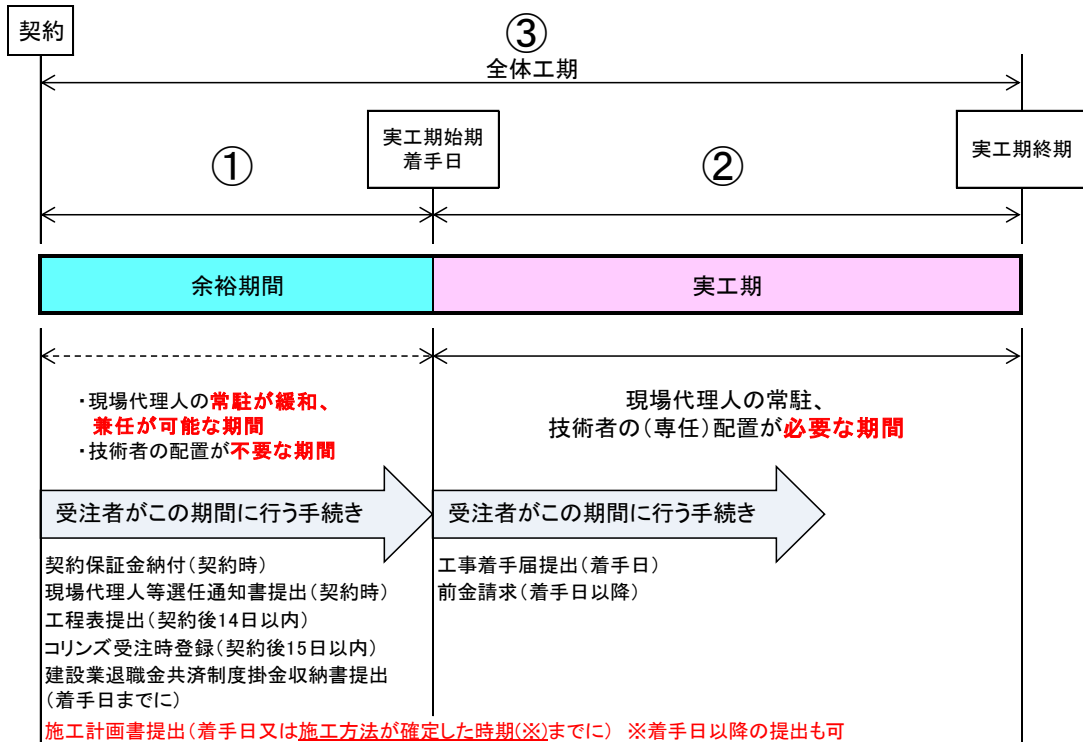 契約
③
全体工期
実工期始期
着手日
実工期終期
①
②
余裕期間
実工期
・現場代理人の常駐が緩和、
兼任が可能な期間
・技術者の配置が不要な期間
現場代理人の常駐、
技術者の(専任)配置が必要な期間
受注者がこの期間に行う手続き
受注者がこの期間に行う手続き
契約保証金納付(契約時)
現場代理人等選任通知書提出(契約時)
工程表提出(契約後14日以内)
コリンズ受注時登録(契約後15日以内)
建設業退職金共済制度掛金収納書提出
(着手日までに)
工事着手届提出(着手日)
前金請求(着手日以降)
施工計画書提出(着手日又は施工方法が確定した時期(※)までに) ※着手日以降の提出も可